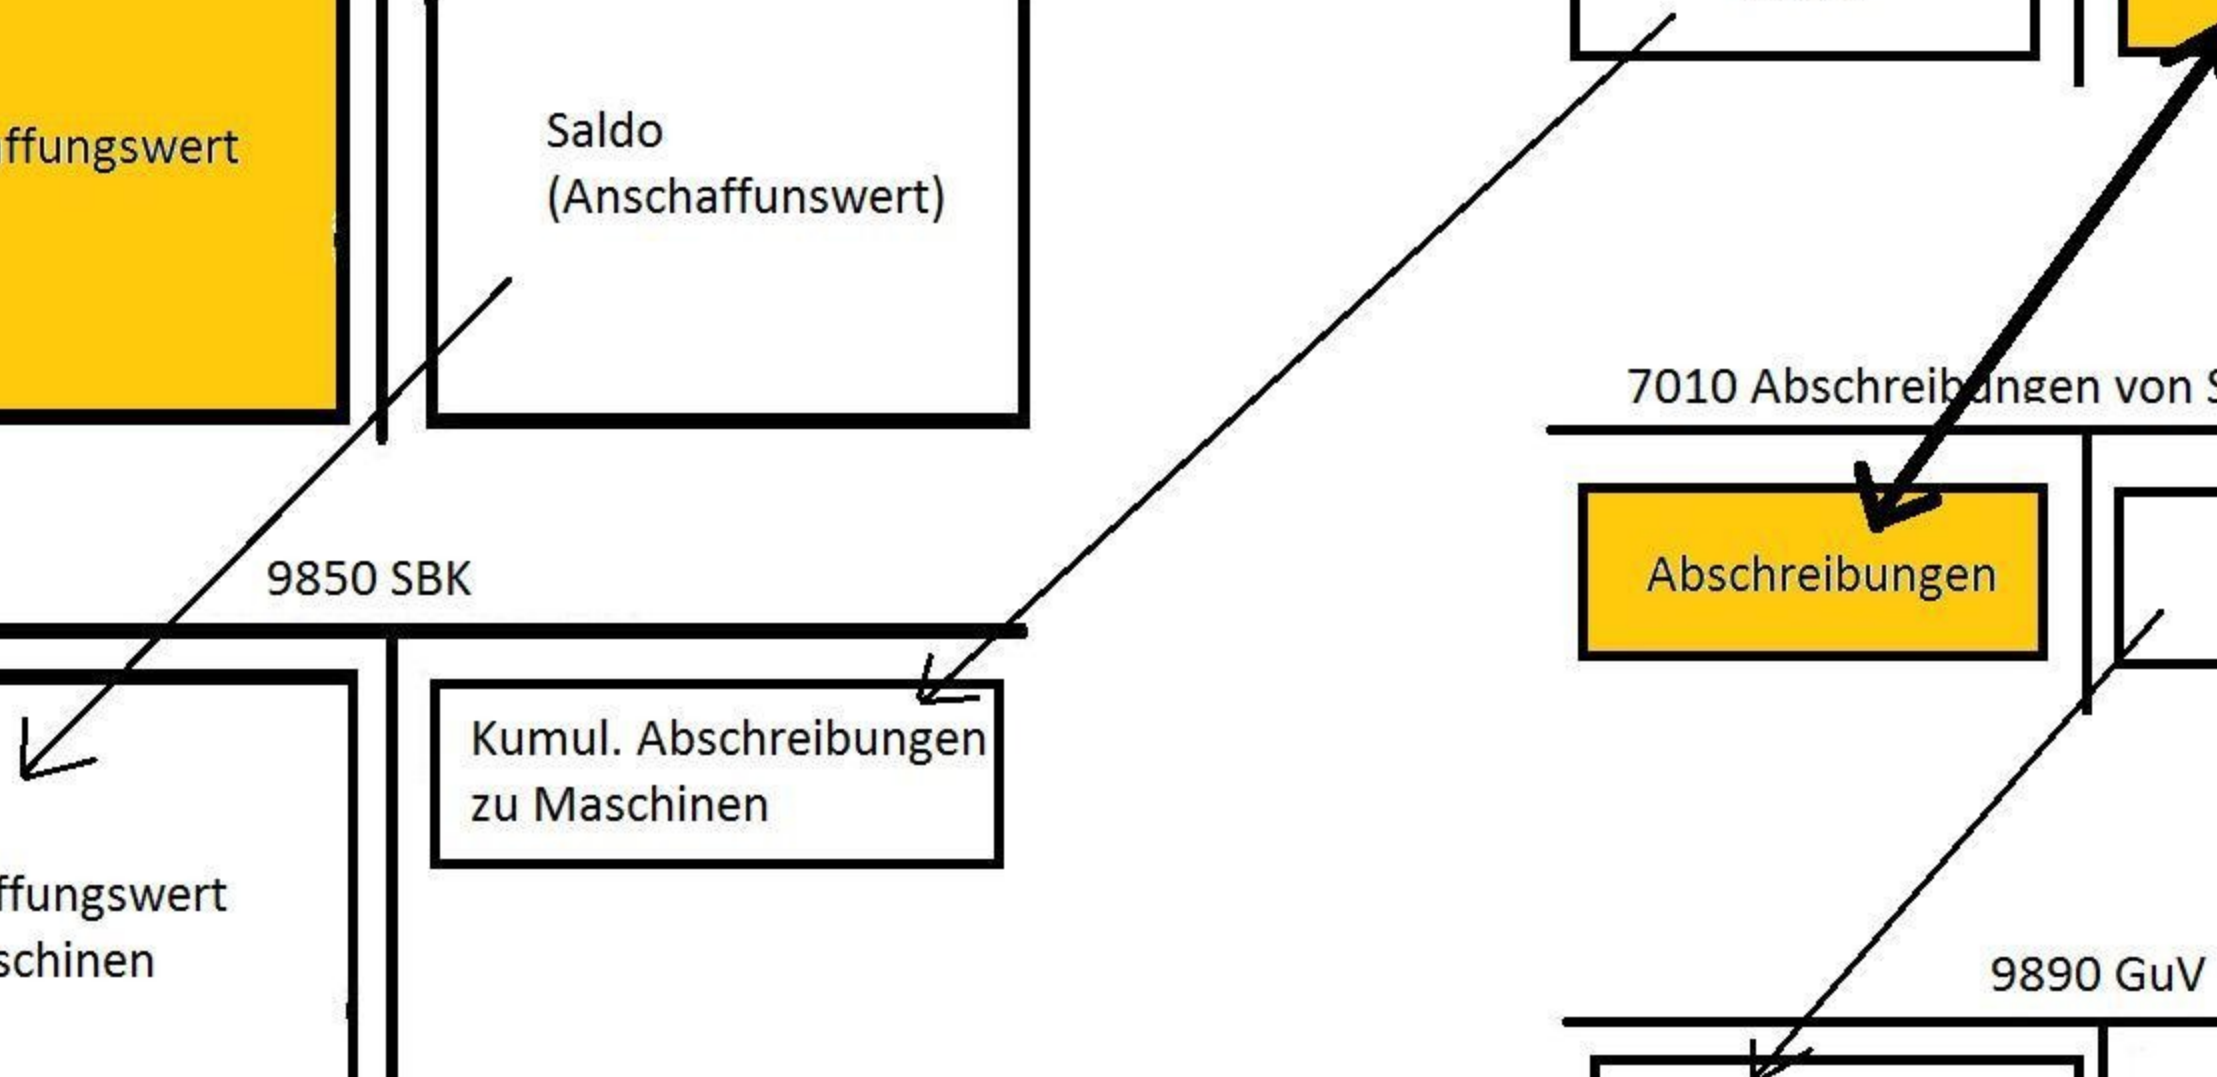 ffungswert
Saldo
(Anschaffunswert)
7010 Abschreibungen von
Abschreibungen
9850 SBK
Kumul. Abschreibungen
zu Maschinen
ffungswert
schinen
9890 GuV